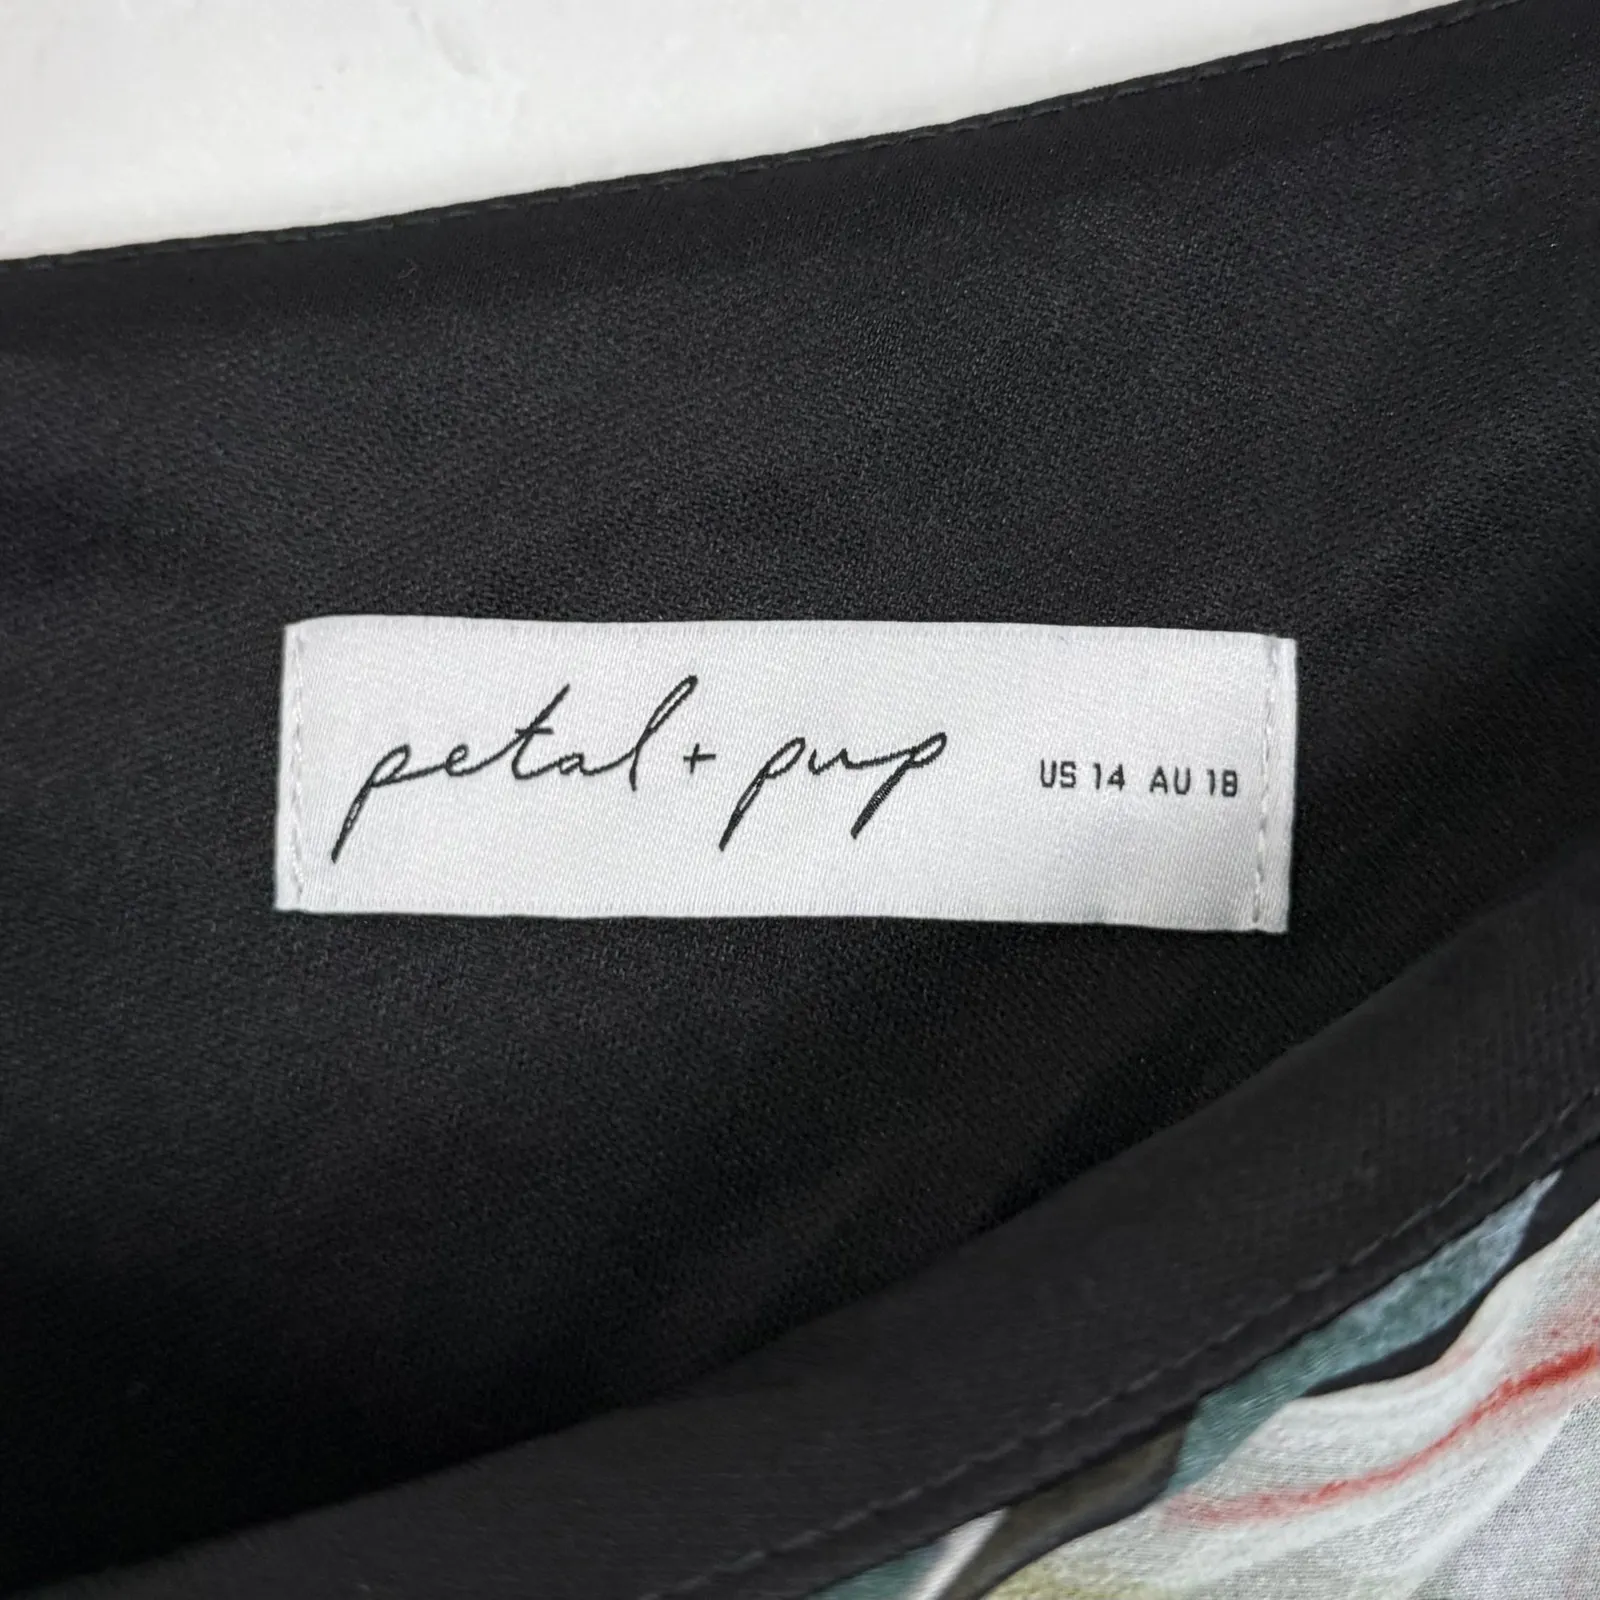 petal + pup US 14 AU 18